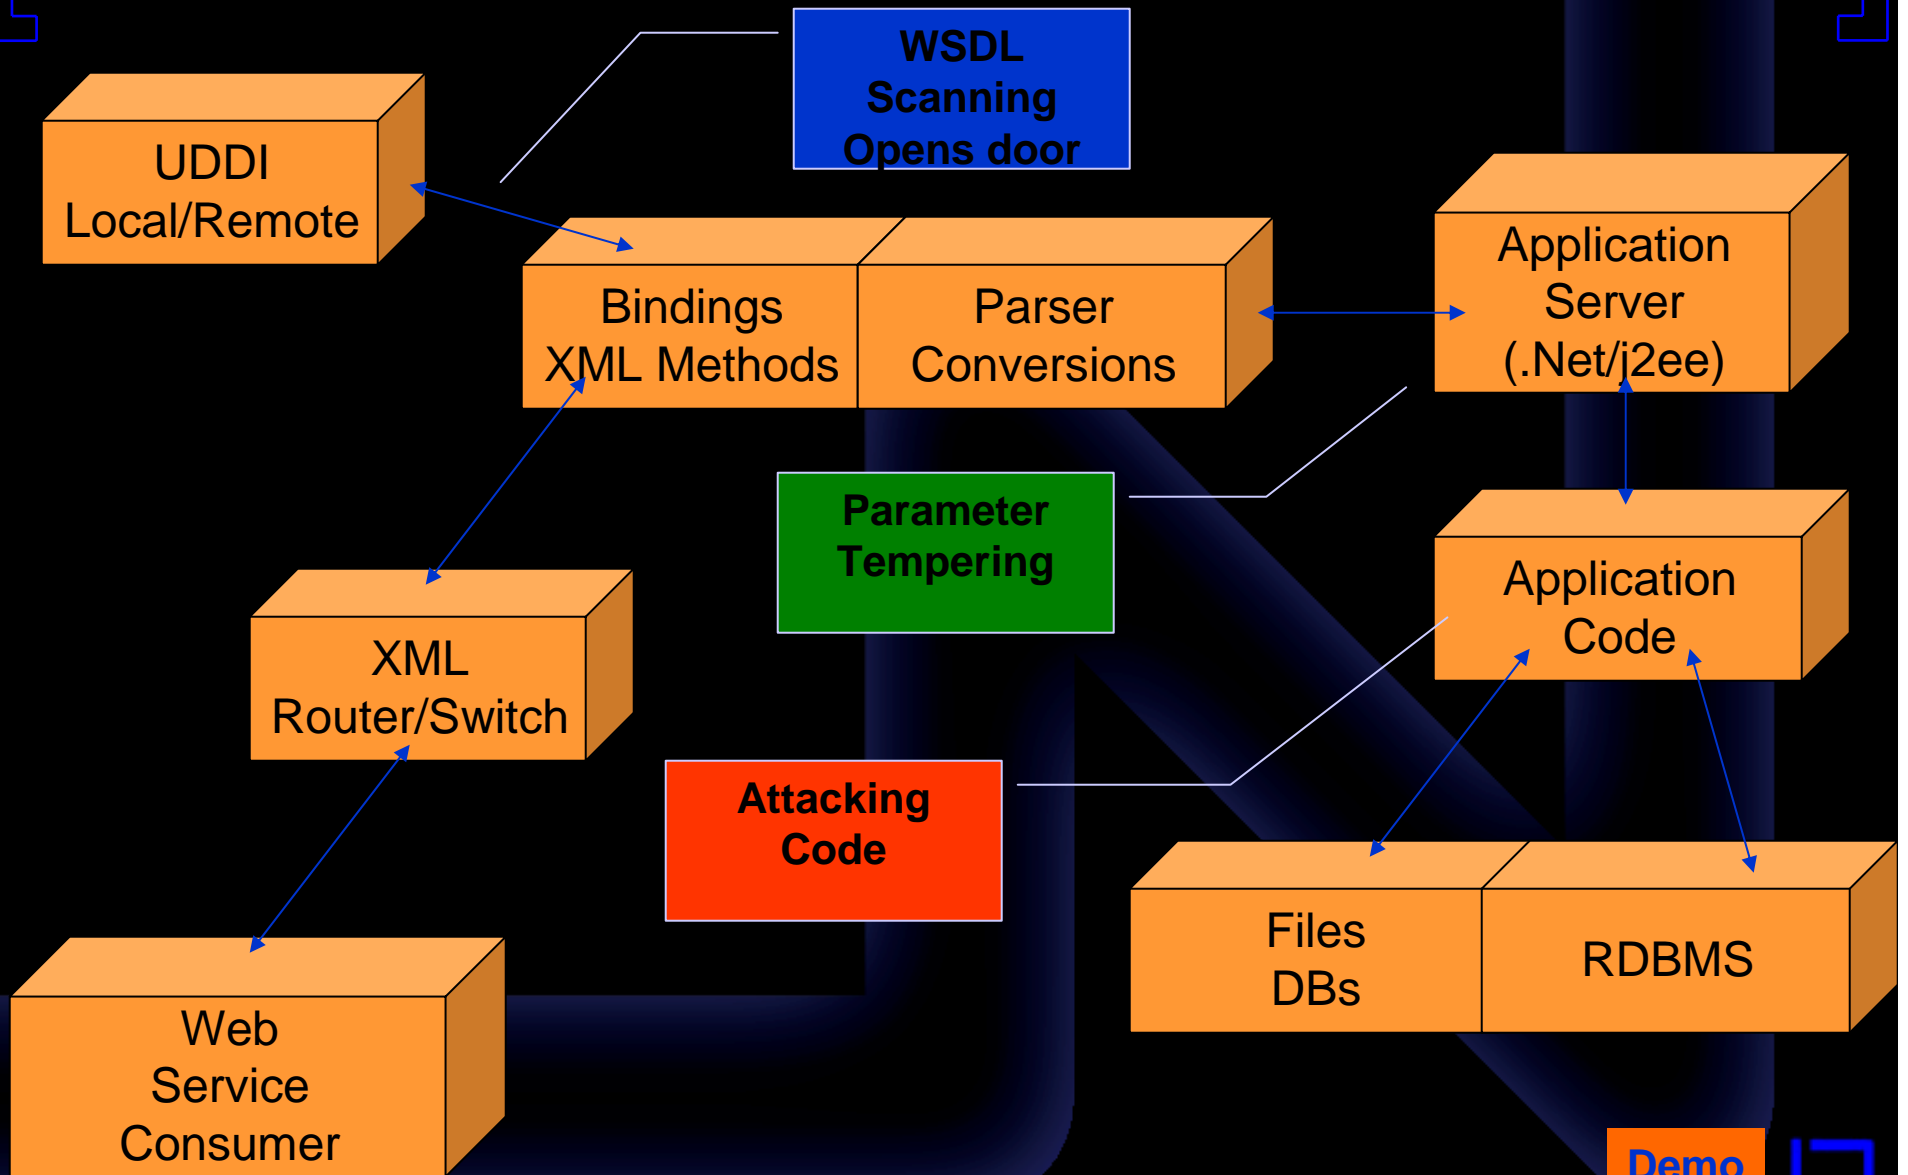 WSDL
Scanning
Opens door
UDDI
Local/Remote
Bindings
XML Methods
Parser
Conversions
Application
Server
(.Net/j2ee)
Parameter
Tempering
Application
Code
XML
Router/Switch
Attacking
Code
Files
DBs
RDBMS
Web
Service
Consumer
Demo